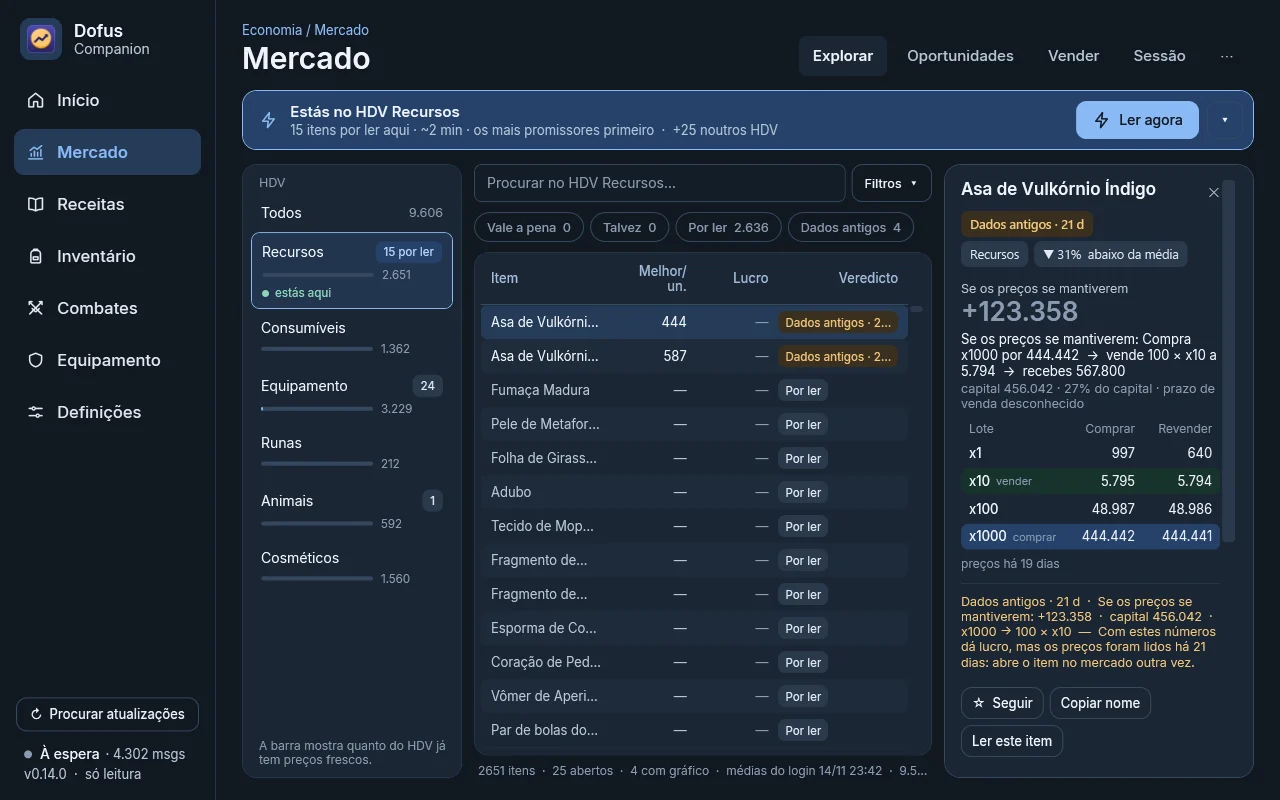 Dofus
Companion
Início
Mercado
Receitas
Inventário
Combates
Equipamento
Definições
Procurar atualizações
À espera · 4.302 msgs
v0.14.0 · só leitura
Economia / Mercado
Mercado
Explorar
Oportunidades
Vender
Sessão
···
Estás no HDV Recursos
15 itens por ler aqui · ~2 min · os mais promissores primeiro · +25 noutros HDV
Ler agora
HDV
Todos 9.606
Recursos 15 por ler
2.651
estás aqui
Consumíveis
1.362
Equipamento 24
3.229
Runas
212
Animais 1
592
Cosméticos
1.560
A barra mostra quanto do HDV já
tem preços frescos.
Procurar no HDV Recursos...
Filtros
Vale a pena 0
Talvez 0
Por ler 2.636
Dados antigos 4
Item Melhor/ un. Lucro Veredicto
Asa de Vulkórni... 444 — Dados antigos · 2...
Asa de Vulkórni... 587 — Dados antigos · 2...
Fumaça Madura — — Por ler
Pele de Metafor... — — Por ler
Folha de Girass... — — Por ler
Adubo — — Por ler
Tecido de Mop... — — Por ler
Fragmento de... — — Por ler
Fragmento de... — — Por ler
Esporma de Co... — — Por ler
Coração de Ped... — — Por ler
Vômer de Aperi... — — Por ler
Par de bolas do... — — Por ler
2651 itens · 25 abertos · 4 com gráfico · médias do login 14/11 23:42 · 9.5...
Asa de Vulkórnio Índigo
Dados antigos · 21 d
Recursos
▼31% abaixo da média
Se os preços se mantiverem
+123.358
Se os preços se mantiverem: Compra
x1000 por 444.442 → vende 100 × x10 a
5.794 → recebes 567.800
capital 456.042 · 27% do capital · prazo de
venda desconhecido
Lote Comprar Revender
x1 997 640
x10 vender 5.795 5.794
x100 48.987 48.986
x1000 comprar 444.442 444.441
preços há 19 dias
Dados antigos · 21 d · Se os preços se
mantiverem: +123.358 · capital 456.042 ·
x1000 → 100 × x10 — Com estes números
dá lucro, mas os preços foram lidos há 21
dias: abre o item no mercado outra vez.
☆ Seguir
Copiar nome
Ler este item